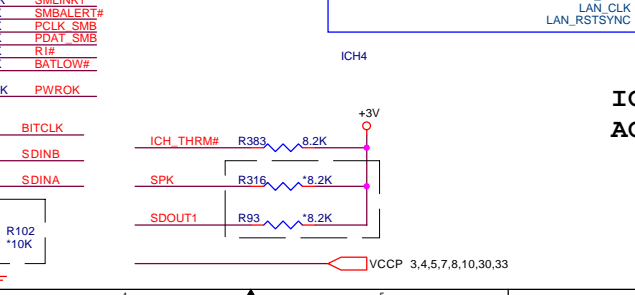 SMBALERT#
PCLK_SMB
PDAT_SMB
RI#
BATLOW#
K PWROK
BITCLK
SDINB
SDINA
R102
*10K
LAN_CLK
LAN_RSTSYNC
ICH4
+3V
ICH_THRM# R383 8.2K
SPK R316 *8.2K
SDOUT1 R93 *8.2K
VCCP 3,4,5,7,8,10,30,33